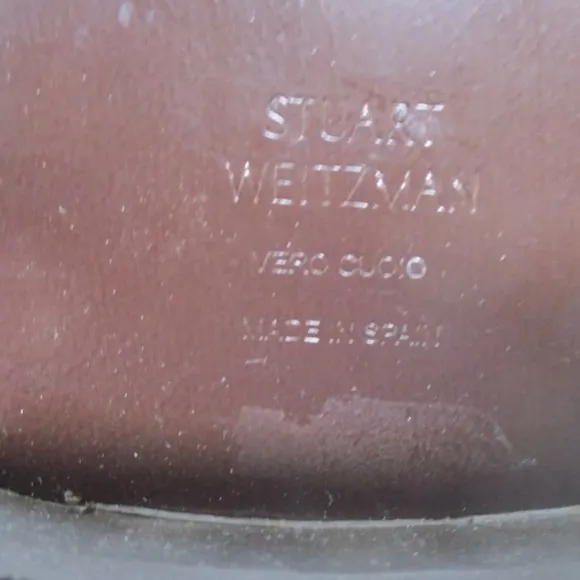 STUART
WEITZMAN
VERO CUOIO
MADE IN SPAIN